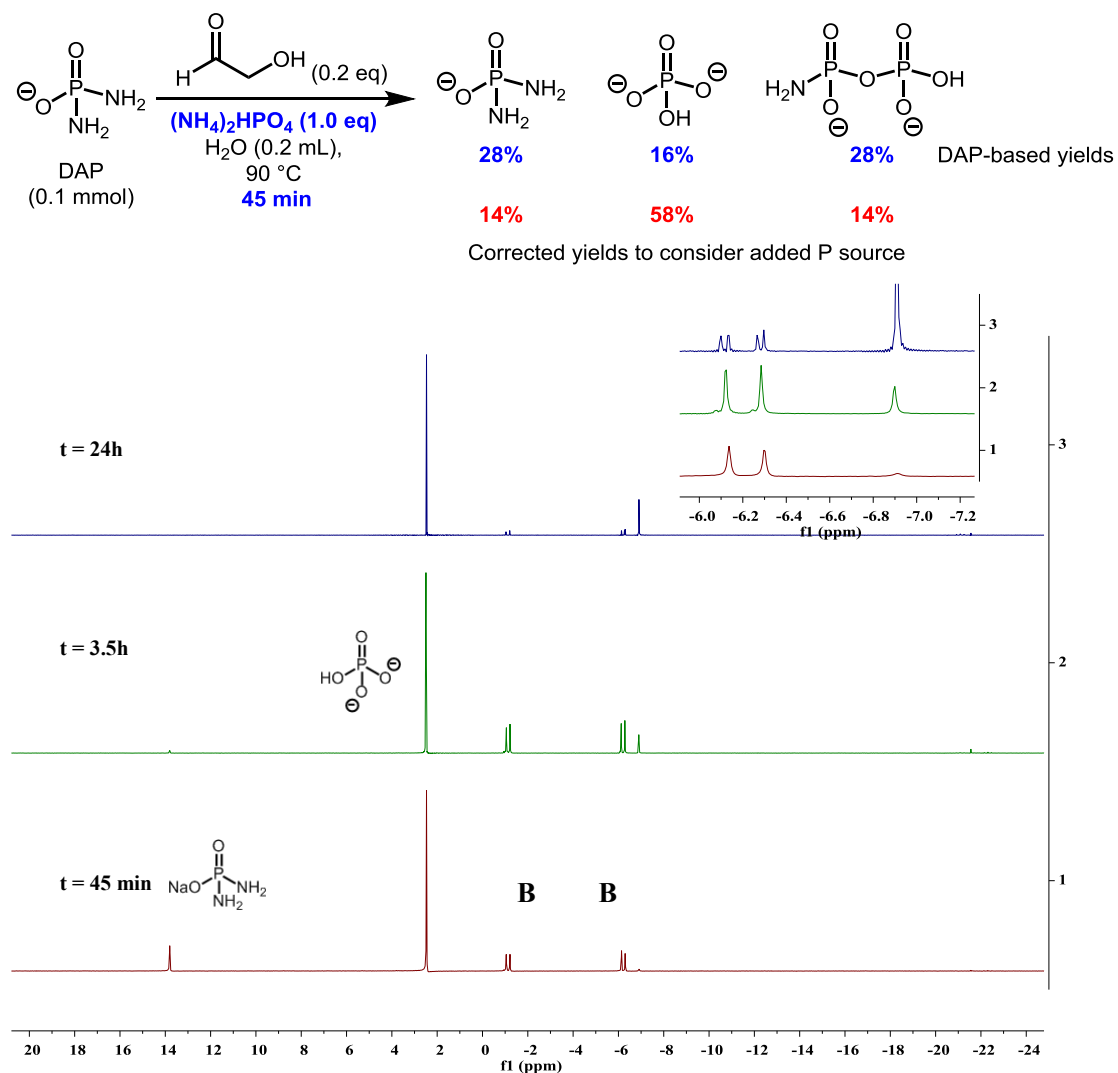 O
H
OH
(0.2 eq)
O
⊖O
P
NH2
NH2
DAP
(0.1 mmol)
(NH4)2HPO4 (1.0 eq)
H2O (0.2 mL),
90 °C
45 min
O
⊖O
P
NH2
NH2
O
⊖O
P
O⊖
OH
O
O
H2N
P
O
P
OH
O⊖
O⊖
28%
16%
28%
DAP-based yields
14%
58%
14%
Corrected yields to consider added P source
3
2
1
-6.0 -6.2 -6.4 -6.6 -6.8 -7.0 -7.2
f1 (ppm)
t = 24h
3
t = 3.5h
O
HO
P
O⊖
O⊖
2
t = 45 min
O
NaO
P
NH2
NH2
B
B
1
20 18 16 14 12 10 8 6 4 2 0 -2 -4 -6 -8 -10 -12 -14 -16 -18 -20 -22 -24
f1 (ppm)